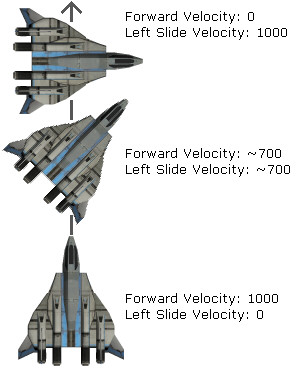 Forward Velocity: 0
Left Slide Velocity: 1000
Forward Velocity: ~700
Left Slide Velocity: ~700
Forward Velocity: 1000
Left Slide Velocity: 0